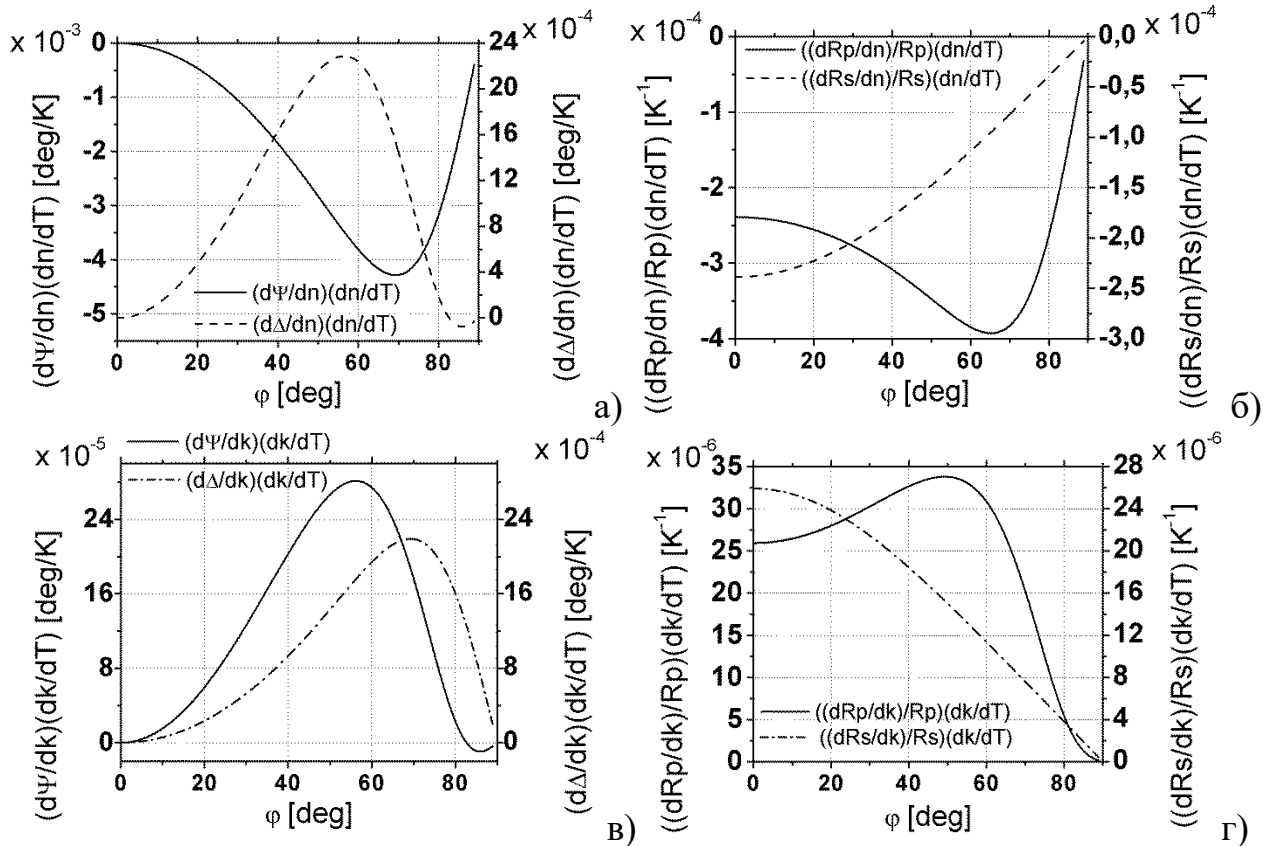 x 10⁻³
x 10⁻⁴
0
-1
-2
-3
-4
-5
24
20
16
12
8
4
0
(dΨ/dn)(dn/dT) [deg/K]
(dΔ/dn)(dn/dT) [deg/K]
(dΨ/dn)(dn/dT)
(dΔ/dn)(dn/dT)
0 20 40 60 80
φ [deg]
а)
x 10⁻⁴
x 10⁻⁴
-0
-1
-2
-3
-4
0,0
-0,5
-1,0
-1,5
-2,0
-2,5
-3,0
((dRp/dn)/Rp)(dn/dT) [K⁻¹]
((dRs/dn)/Rs)(dn/dT) [K⁻¹]
((dRp/dn)/Rp)(dn/dT)
((dRs/dn)/Rs)(dn/dT)
0 20 40 60 80
φ [deg]
б)
x 10⁻⁵
x 10⁻⁴
(dΨ/dk)(dk/dT)
(dΔ/dk)(dk/dT)
24
16
8
0
24
16
8
0
(dΨ/dk)(dk/dT) [deg/K]
(dΔ/dk)(dk/dT) [deg/K]
0 20 40 60 80
φ [deg]
в)
x 10⁻⁶
x 10⁻⁶
35
30
25
20
15
10
5
0
28
24
20
16
12
8
4
0
((dRp/dk)/Rp)(dk/dT) [K⁻¹]
((dRs/dk)/Rs)(dk/dT) [K⁻¹]
((dRp/dk)/Rp)(dk/dT)
((dRs/dk)/Rs)(dk/dT)
0 20 40 60 80
φ [deg]
г)